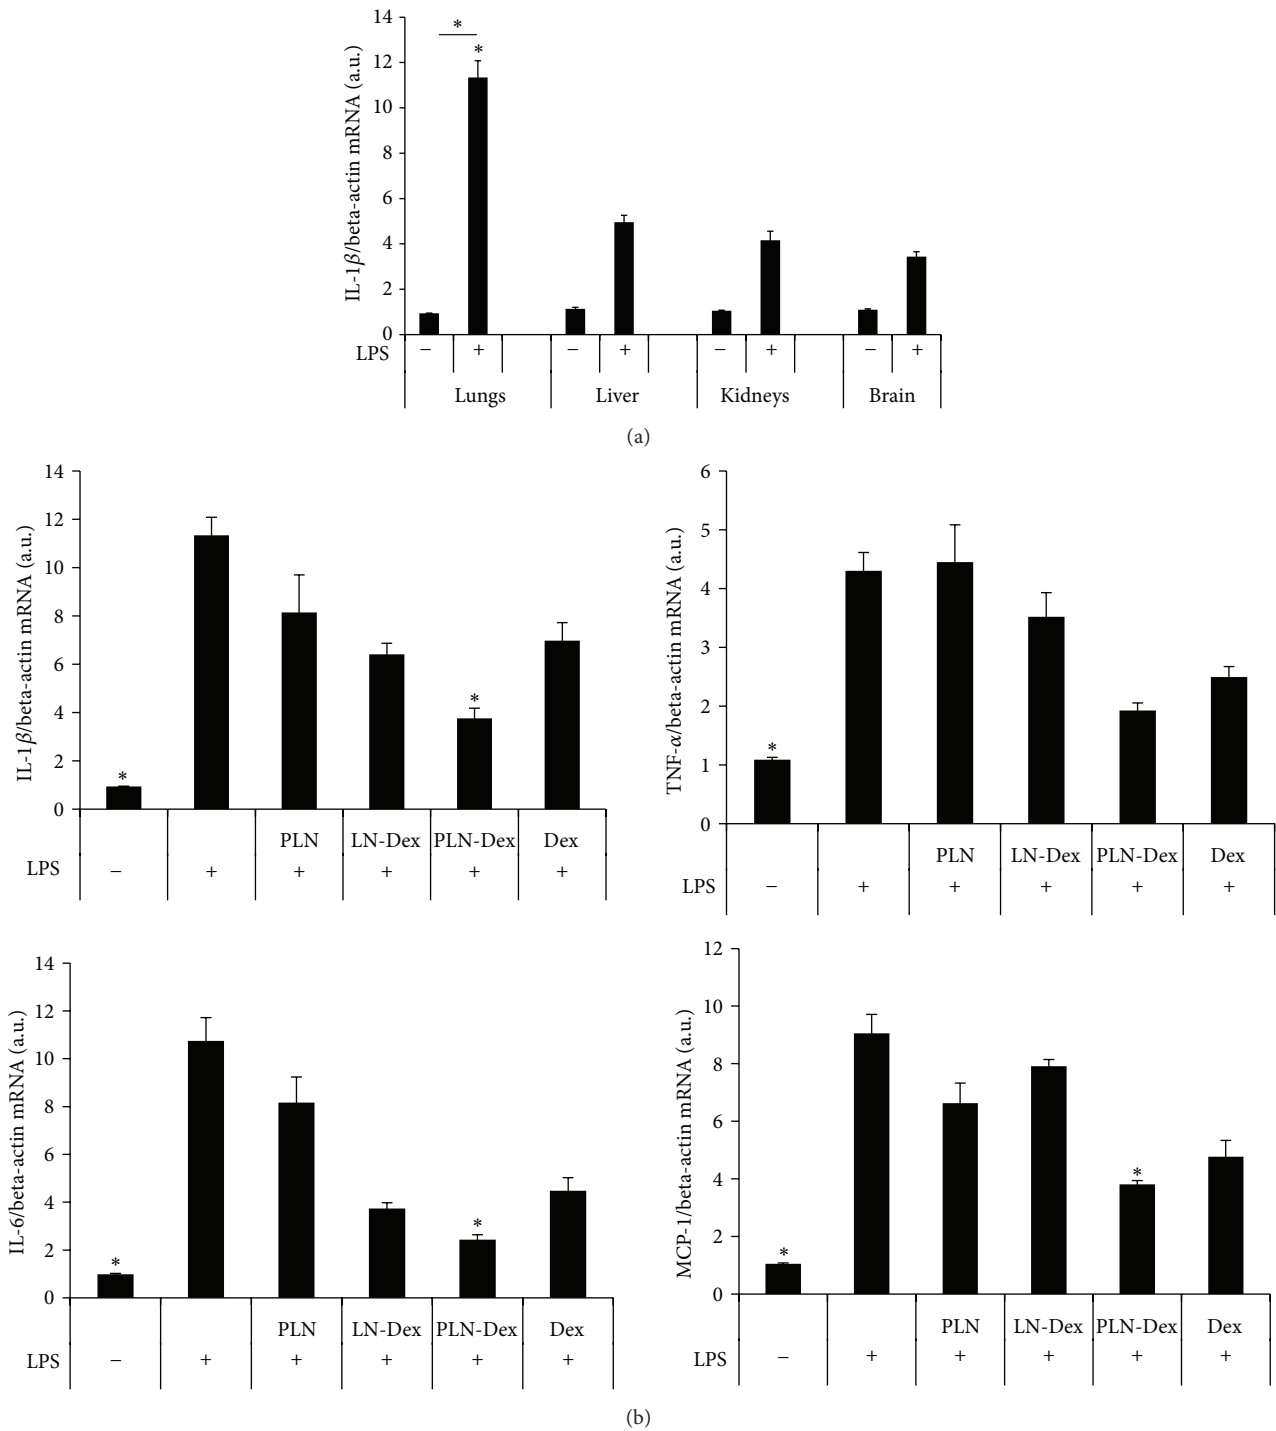 14
12
10
8
6
4
2
0
IL-1β/beta-actin mRNA (a.u.)
*
*
LPS − + − + − + − +
Lungs Liver Kidneys Brain
(a)
14
12
10
8
6
4
2
0
IL-1β/beta-actin mRNA (a.u.)
*
*
PLN LN-Dex PLN-Dex Dex
LPS − + + + + +
6
5
4
3
2
1
0
TNF-α/beta-actin mRNA (a.u.)
*
PLN LN-Dex PLN-Dex Dex
LPS − + + + + +
14
12
10
8
6
4
2
0
IL-6/beta-actin mRNA (a.u.)
*
*
PLN LN-Dex PLN-Dex Dex
LPS − + + + + +
12
10
8
6
4
2
0
MCP-1/beta-actin mRNA (a.u.)
*
*
PLN LN-Dex PLN-Dex Dex
LPS − + + + + +
(b)